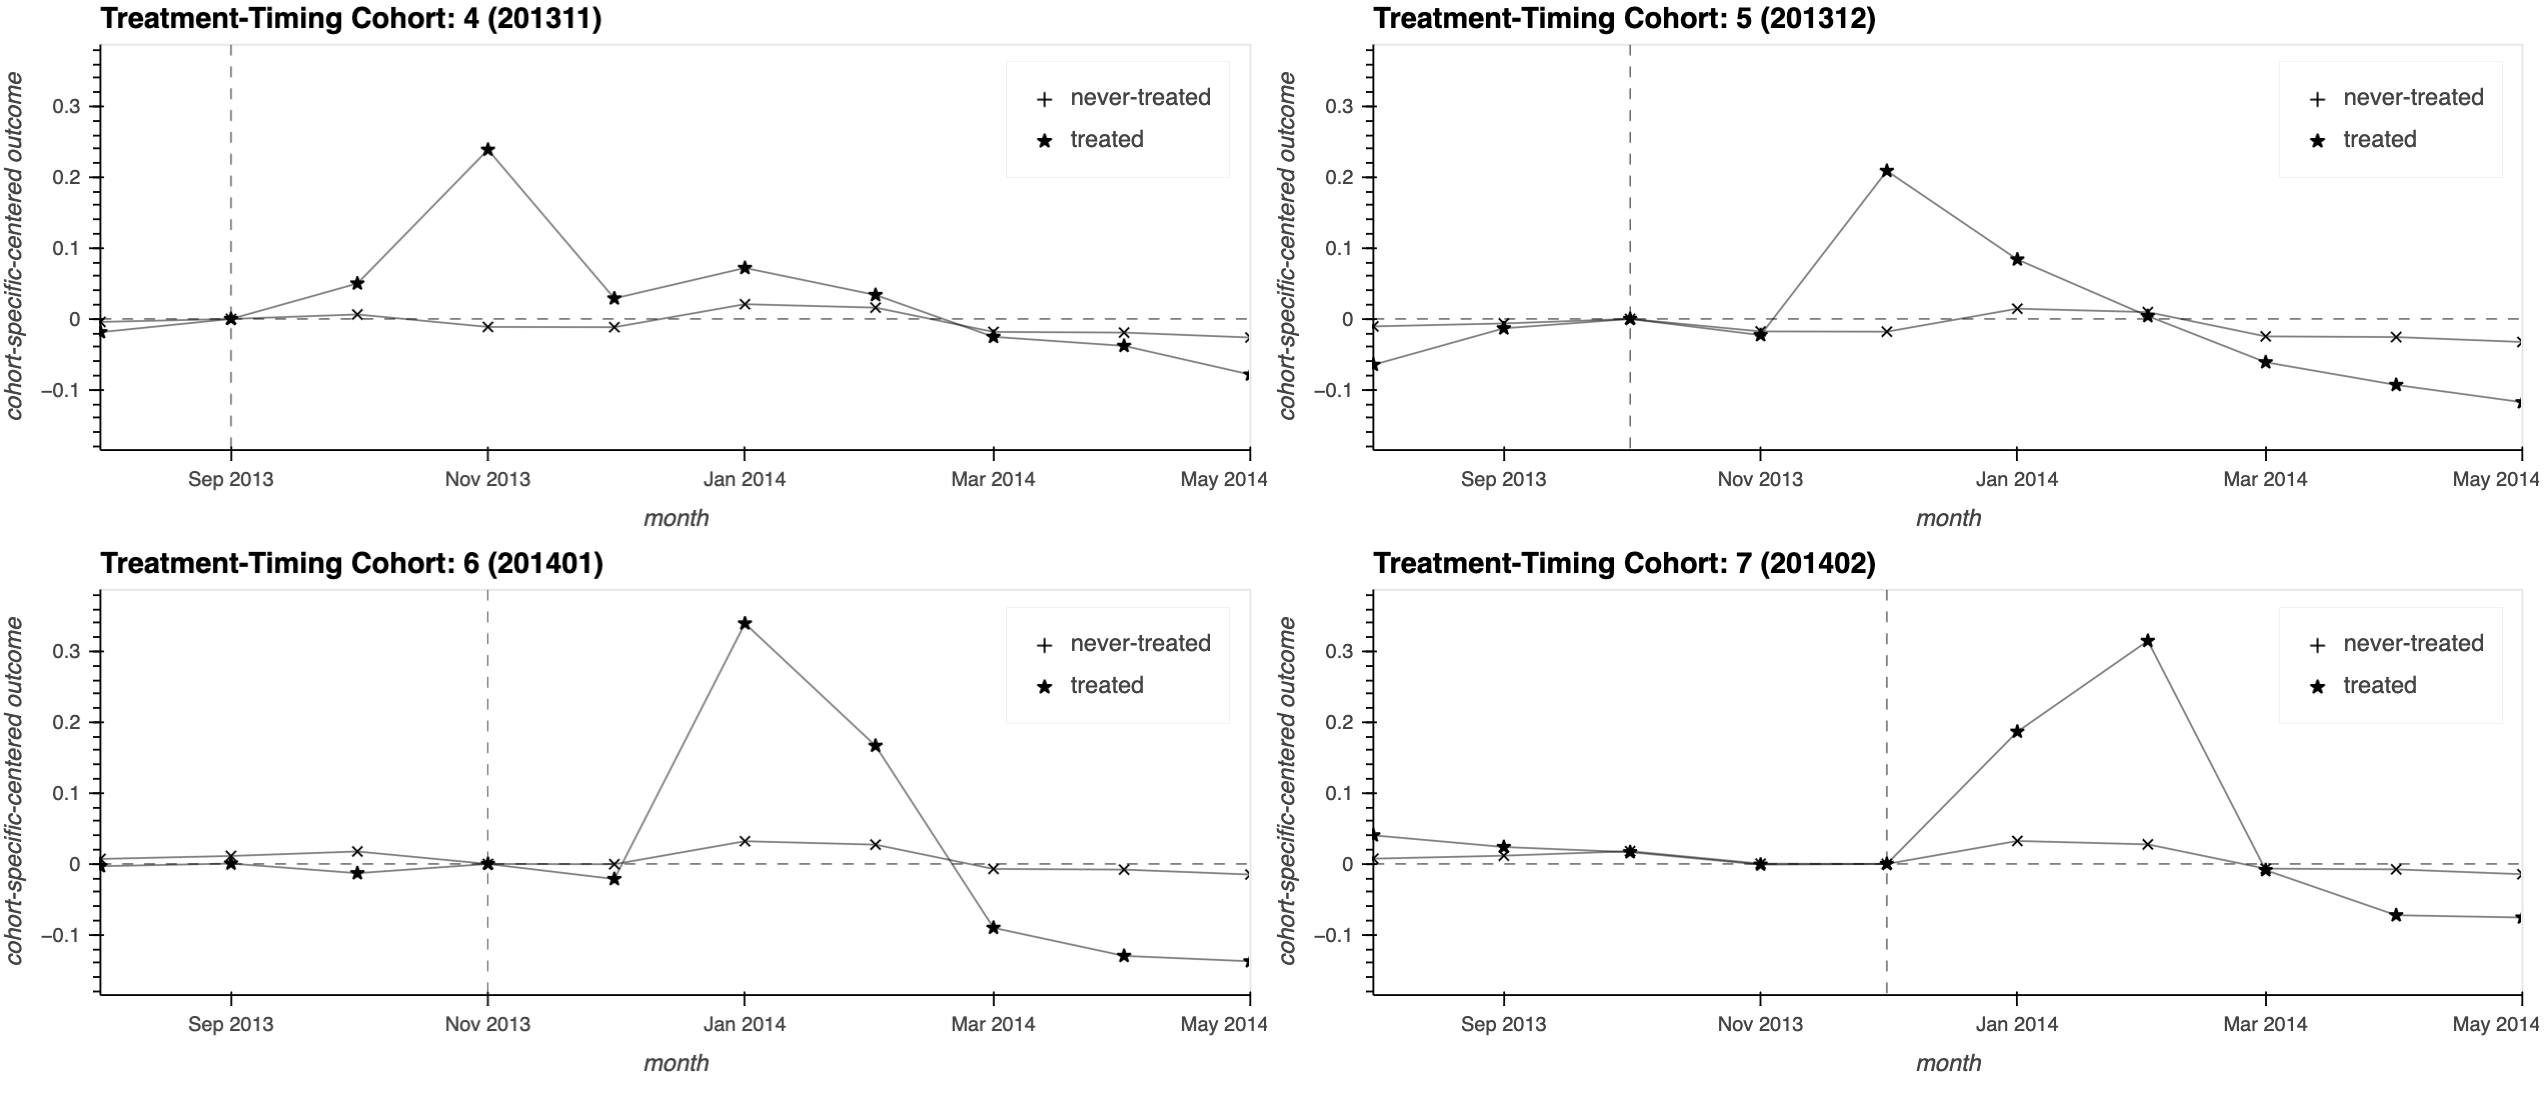 Treatment-Timing Cohort: 4 (201311)
cohort-specific-centered outcome
0.3
0.2
0.1
0
−0.1
never-treated
treated
Sep 2013 Nov 2013 Jan 2014 Mar 2014 May 2014
month
Treatment-Timing Cohort: 5 (201312)
cohort-specific-centered outcome
0.3
0.2
0.1
0
−0.1
never-treated
treated
Sep 2013 Nov 2013 Jan 2014 Mar 2014 May 2014
month
Treatment-Timing Cohort: 6 (201401)
cohort-specific-centered outcome
0.3
0.2
0.1
0
−0.1
never-treated
treated
Sep 2013 Nov 2013 Jan 2014 Mar 2014 May 2014
month
Treatment-Timing Cohort: 7 (201402)
cohort-specific-centered outcome
0.3
0.2
0.1
0
−0.1
never-treated
treated
Sep 2013 Nov 2013 Jan 2014 Mar 2014 May 2014
month